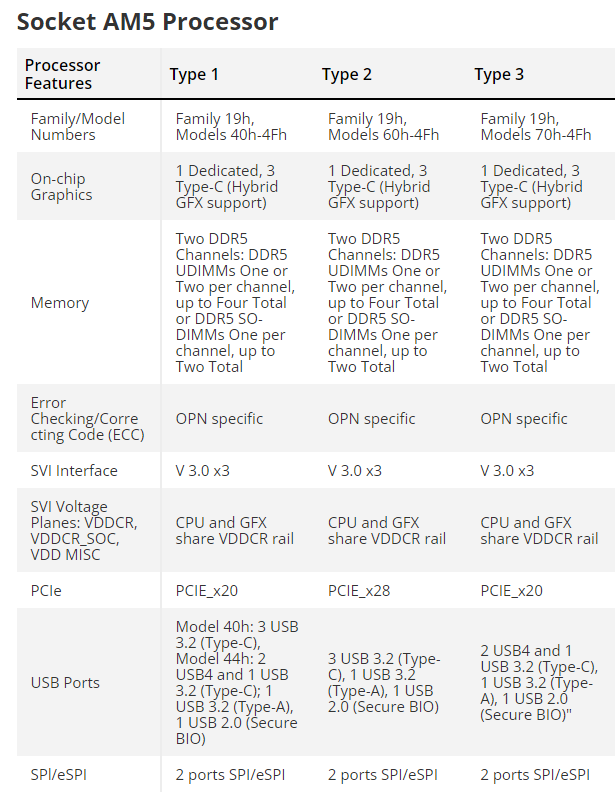 Socket AM5 Processor
Processor
Features
Type 1
Type 2
Type 3
Family/Model
Numbers
Family 19h,
Models 40h-4Fh
Family 19h,
Models 60h-4Fh
Family 19h,
Models 70h-4Fh
On-chip
Graphics
1 Dedicated, 3
Type-C (Hybrid
GFX support)
1 Dedicated, 3
Type-C (Hybrid
GFX support)
1 Dedicated, 3
Type-C (Hybrid
GFX support)
Memory
Two DDR5
Channels: DDR5
UDIMMs One or
Two per channel,
up to Four Total
or DDR5 SO-
DIMMs One per
channel, up to
Two Total
Two DDR5
Channels: DDR5
UDIMMs One or
Two per channel,
up to Four Total
or DDR5 SO-
DIMMs One per
channel, up to
Two Total
Two DDR5
Channels: DDR5
UDIMMs One or
Two per channel,
up to Four Total
or DDR5 SO-
DIMMs One per
channel, up to
Two Total
Error
Checking/Corre
cting Code (ECC)
OPN specific
OPN specific
OPN specific
SVI Interface
V 3.0 x3
V 3.0 x3
V 3.0 x3
SVI Voltage
Planes: VDDCR,
VDDCR_SOC,
VDD MISC
CPU and GFX
share VDDCR rail
CPU and GFX
share VDDCR rail
CPU and GFX
share VDDCR rail
PCIe
PCIE_x20
PCIE_x28
PCIE_x20
USB Ports
Model 40h: 3 USB
3.2 (Type-C),
Model 44h: 2
USB4 and 1 USB
3.2 (Type-C); 1
USB 3.2 (Type-A),
1 USB 2.0 (Secure
BIO)
3 USB 3.2 (Type-
C), 1 USB 3.2
(Type-A), 1 USB
2.0 (Secure BIO)
2 USB4 and 1
USB 3.2 (Type-C),
1 USB 3.2 (Type-
A), 1 USB 2.0
(Secure BIO)"
SPI/eSPI
2 ports SPI/eSPI
2 ports SPI/eSPI
2 ports SPI/eSPI